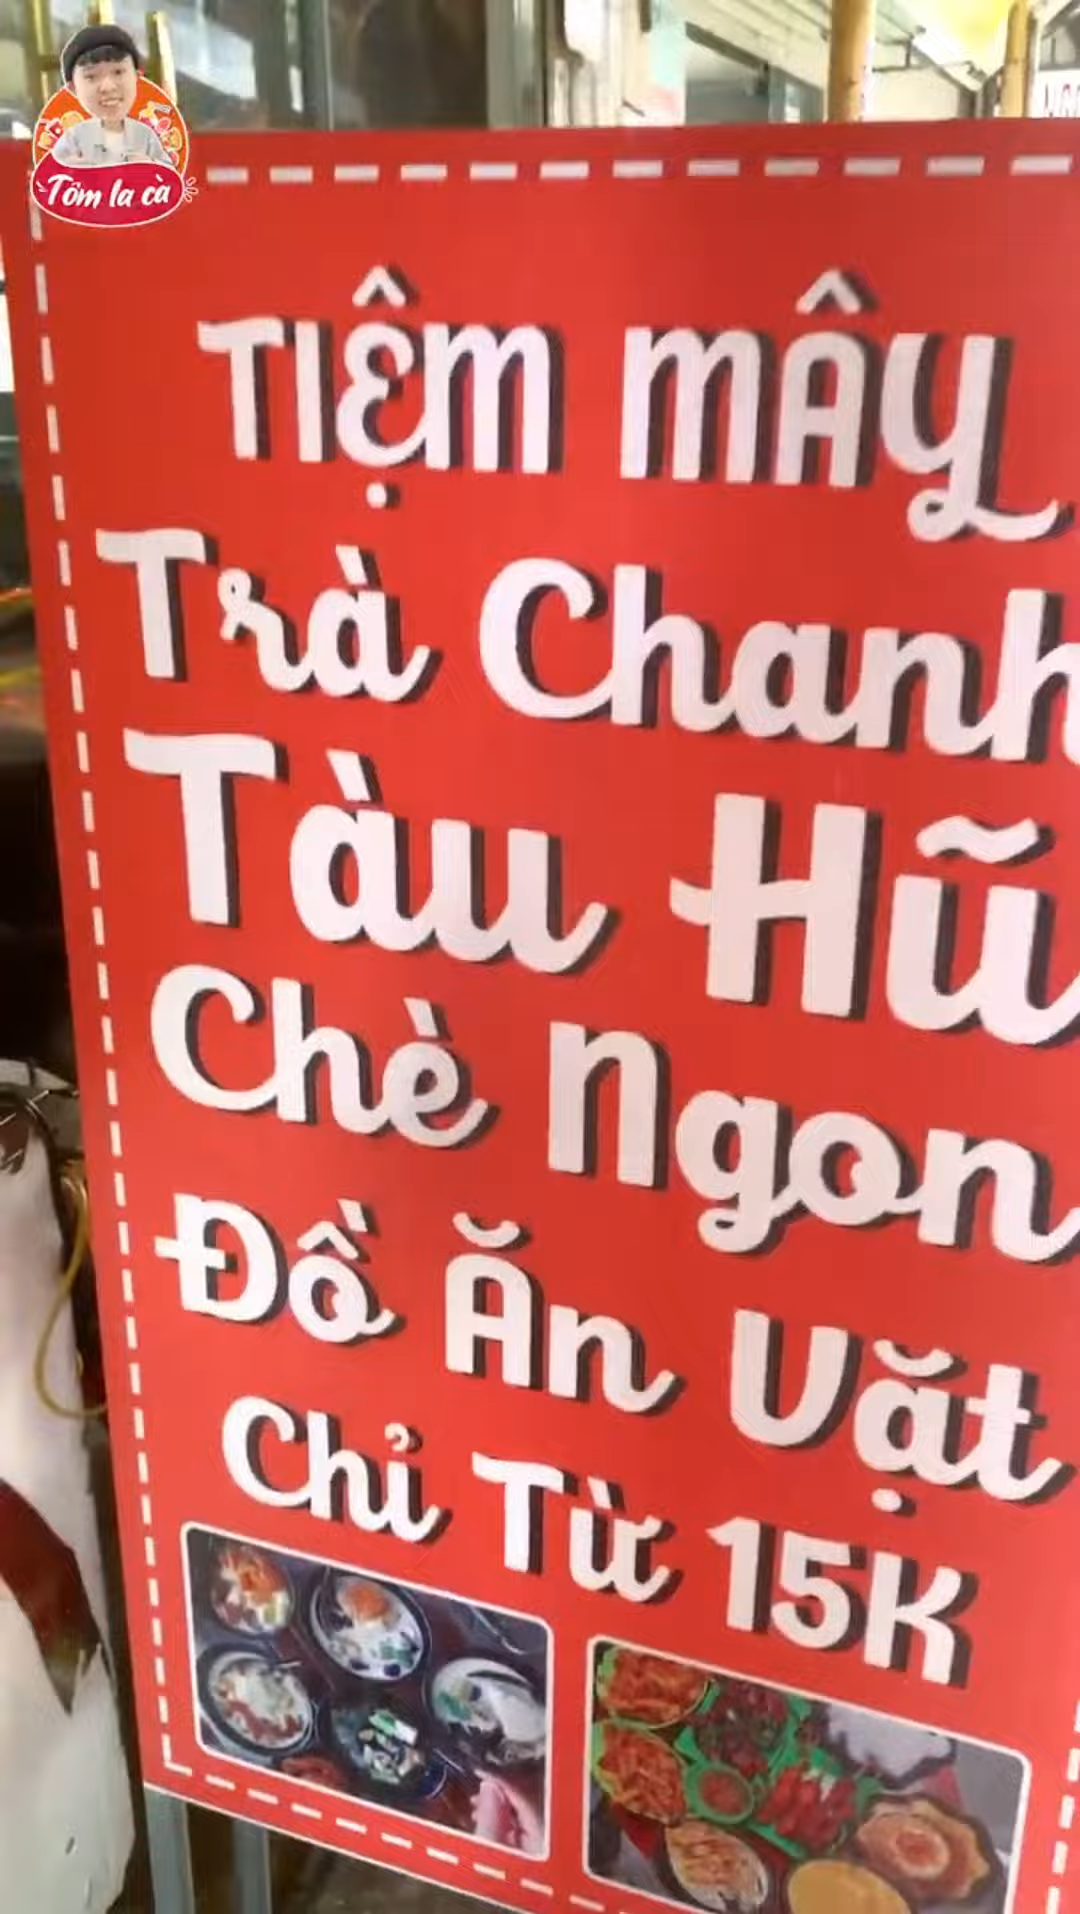 Tôm la cà
TIỆM MÂY
Trà Chanh
Tàu Hũ
Chè Ngon
Đồ Ăn Vặt
Chỉ Từ 15K